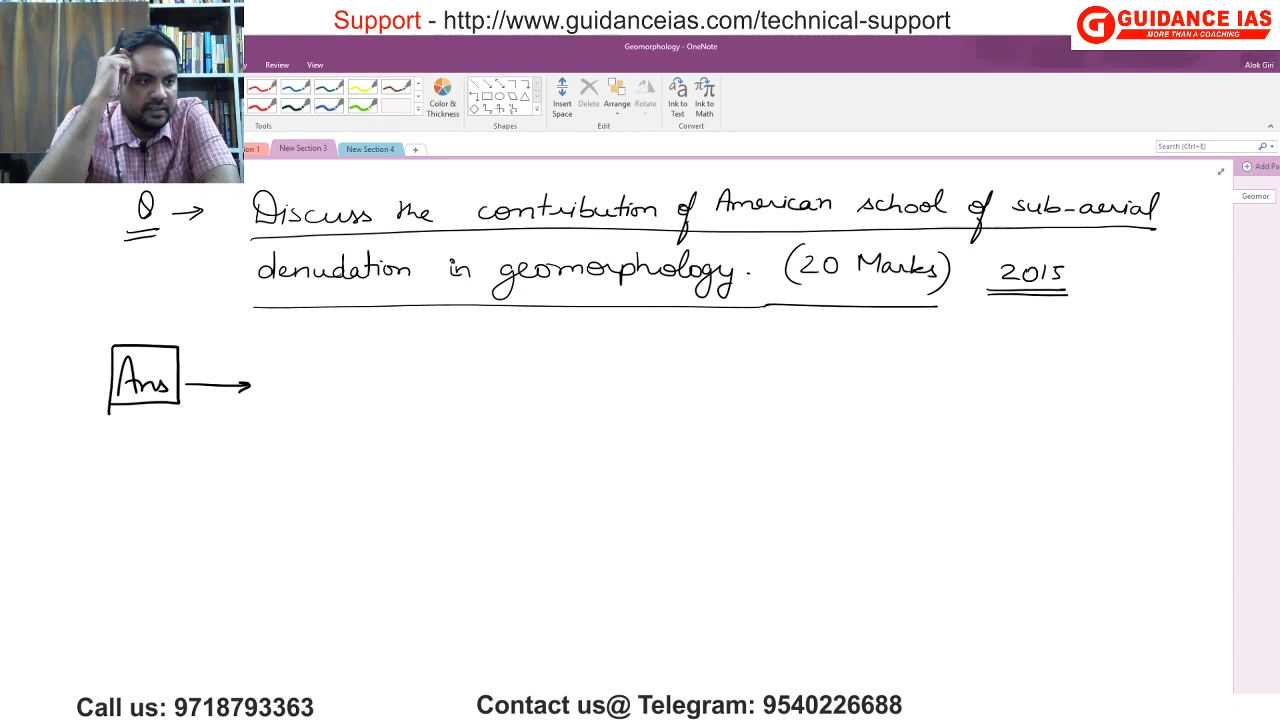 Support - http://www.guidanceias.com/technical-support
GUIDANCE IAS
MORE THAN A COACHING
Geomorphology - OneNote
Alok Giri
Review View
Color & Thickness
Insert Space
Delete
Arrange
Rotate
Ink to Text
Ink to Math
Tools
Shapes
Edit
Convert
New Section 3
New Section 4
Search (Ctrl+E)
Add Pa
Geomor
Q → Discuss the contribution of American school of sub-aerial
denudation in geomorphology. (20 Marks) 2015
Ans →
Call us: 9718793363
Contact us@ Telegram: 9540226688